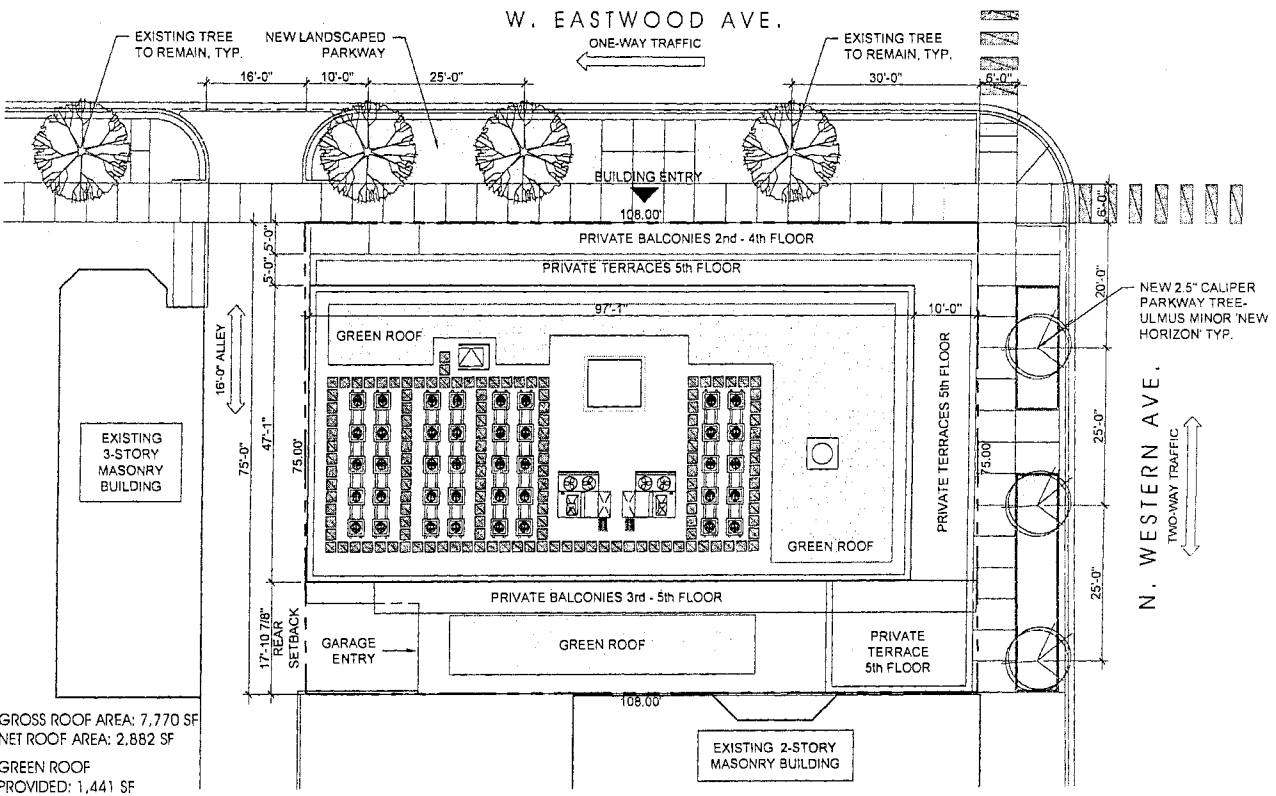 W. EASTWOOD AVE.
EXISTING TREE
TO REMAIN, TYP.
NEW LANDSCAPED
PARKWAY
ONE-WAY TRAFFIC
EXISTING TREE
TO REMAIN, TYP.
16'-0"
10'-0"
25'-0"
30'-0"
6'-0"
BUILDING ENTRY
108.00'
6'-0"
PRIVATE BALCONIES 2nd - 4th FLOOR
5'-0"
PRIVATE TERRACES 5th FLOOR
5'-0"
20'-0"
NEW 2.5" CALIPER
PARKWAY TREE-
ULMUS MINOR 'NEW
HORIZON' TYP.
97'-1"
10'-0"
GREEN ROOF
16'-0" ALLEY
PRIVATE TERRACES 5th FLOOR
EXISTING
3-STORY
MASONRY
BUILDING
75'-0"
47'-1"
75.00'
75.00
25'-0"
N. WESTERN AVE.
TWO-WAY TRAFFIC
GREEN ROOF
25'-0"
PRIVATE BALCONIES 3rd - 5th FLOOR
17'-10 7/8"
REAR
SETBACK
GARAGE
ENTRY
GREEN ROOF
PRIVATE
TERRACE
5th FLOOR
108.00'
GROSS ROOF AREA: 7,770 SF
NET ROOF AREA: 2,882 SF
GREEN ROOF
PROVIDED: 1,441 SF
EXISTING 2-STORY
MASONRY BUILDING